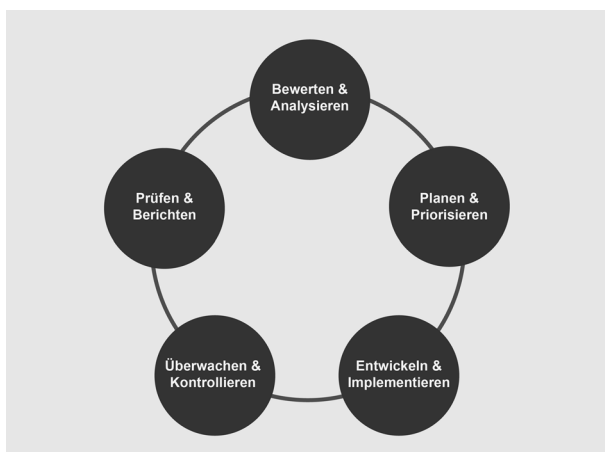 Bewerten &
Analysieren
Planen &
Priorisieren
Entwickeln &
Implementieren
Überwachen &
Kontrollieren
Prüfen &
Berichten